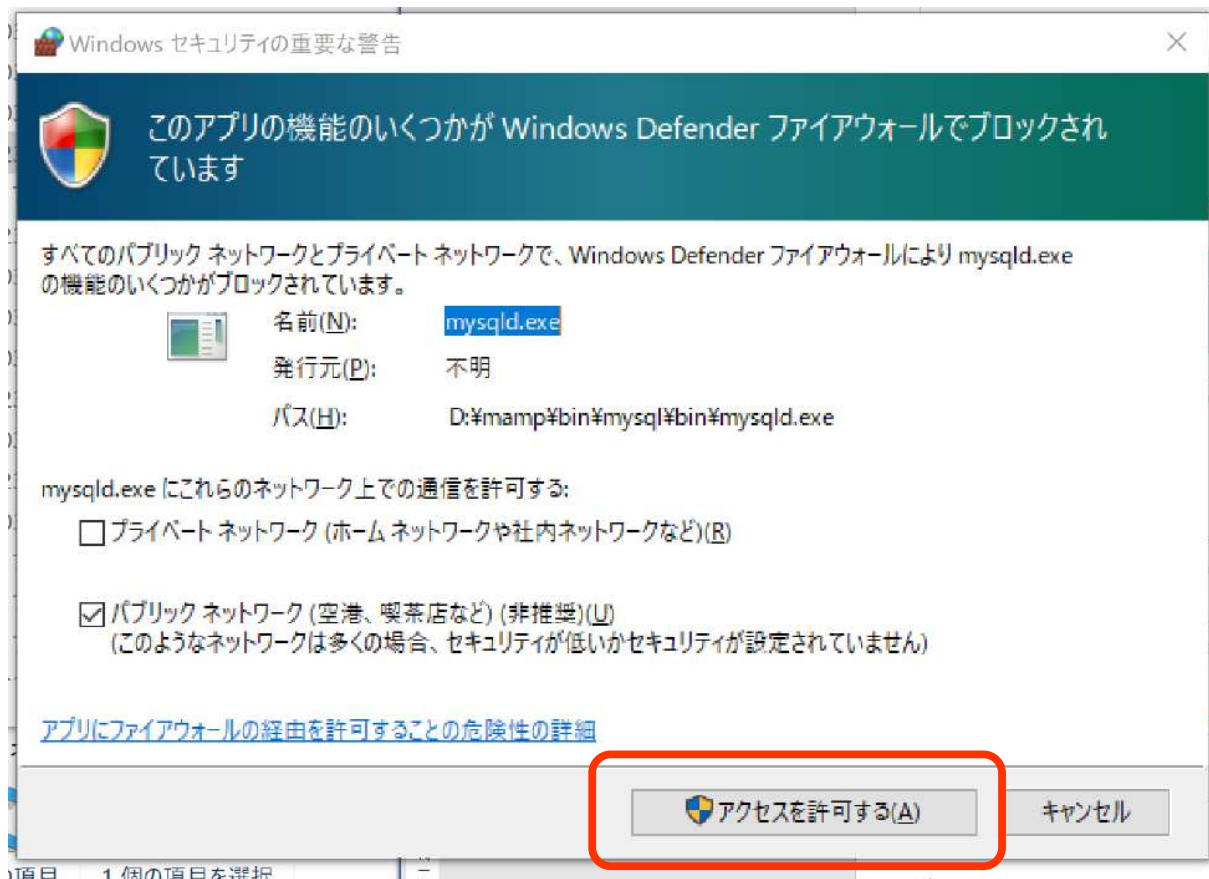 Windows セキュリティの重要な警告
このアプリの機能のいくつかが Windows Defender ファイアウォールでブロックされ
ています
すべてのパブリック ネットワークとプライベート ネットワークで、Windows Defender ファイアウォールにより mysqld.exe
の機能のいくつかがブロックされています。
名前(N): mysqld.exe
発行元(P): 不明
パス(H): D:¥mamp¥bin¥mysql¥bin¥mysqld.exe
mysqld.exe にこれらのネットワーク上での通信を許可する:
プライベート ネットワーク (ホーム ネットワークや社内ネットワークなど)(R)
パブリック ネットワーク (空港、喫茶店など) (非推奨)(U)
(このようなネットワークは多くの場合、セキュリティが低いかセキュリティが設定されていません)
アプリにファイアウォールの経由を許可することの危険性の詳細
アクセスを許可する(A) キャンセル
の項目 1 個の項目を選択